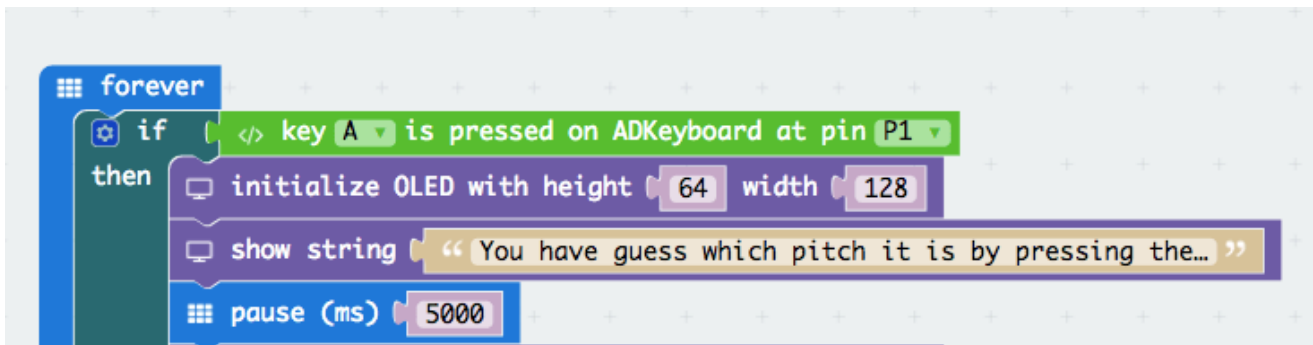 forever
if </> key A is pressed on ADKeyboard at pin P1
then initialize OLED with height 64 width 128
show string “ You have guess which pitch it is by pressing the… ”
pause (ms) 5000